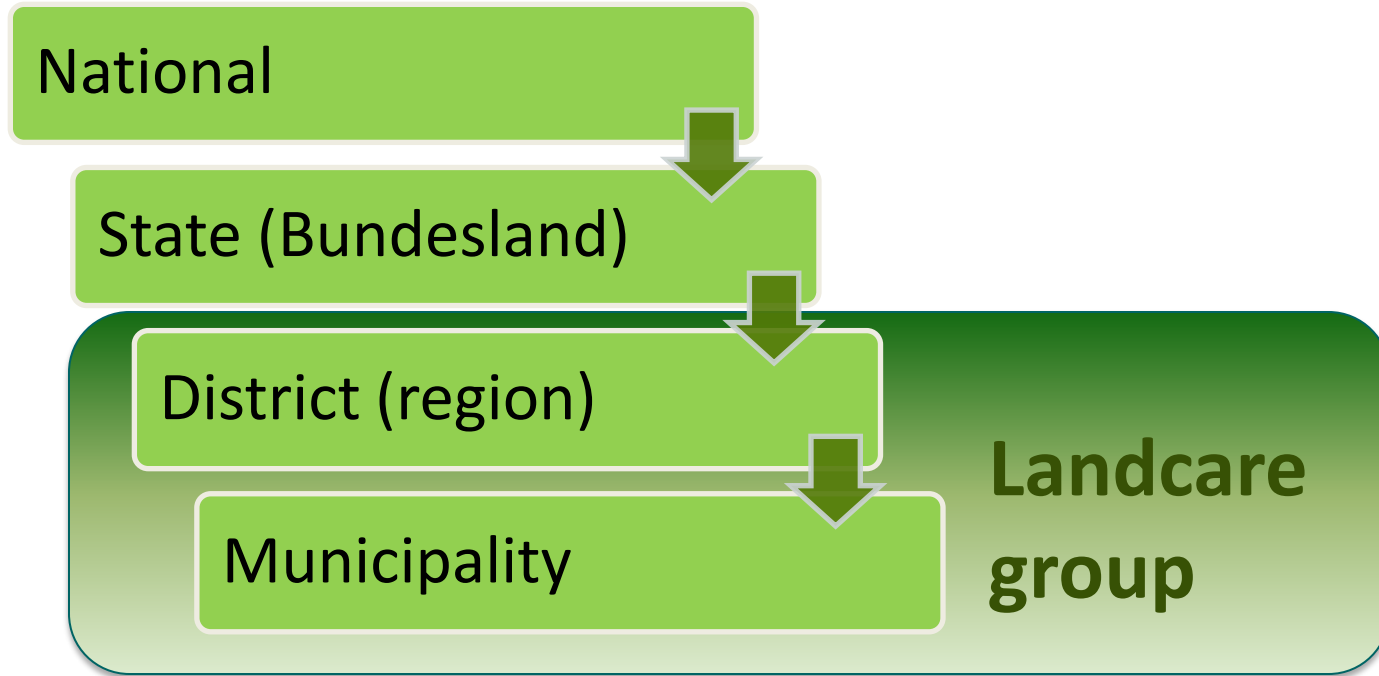 National
State (Bundesland)
District (region)
Municipality
Landcare
group